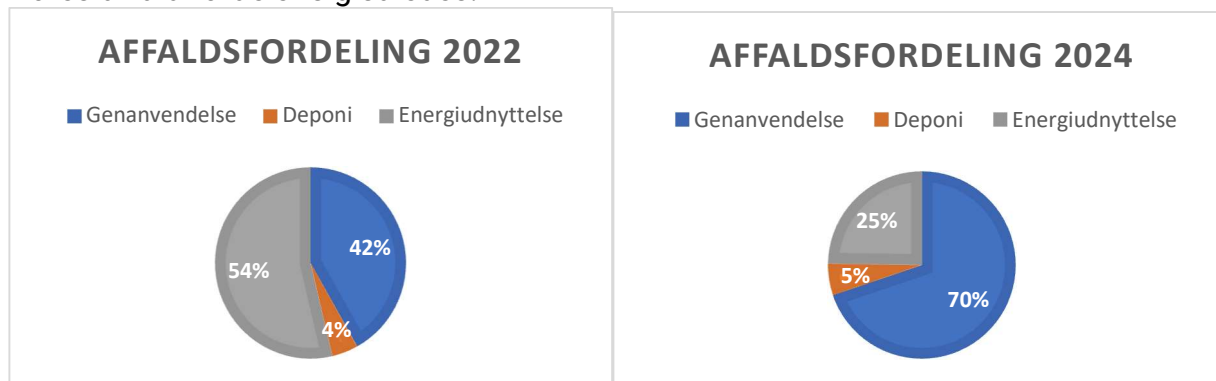 AFFALDSFORDELING 2022
Genanvendelse Deponi Energiudnyttelse
42%
54%
4%
AFFALDSFORDELING 2024
Genanvendelse Deponi Energiudnyttelse
25%
5%
70%